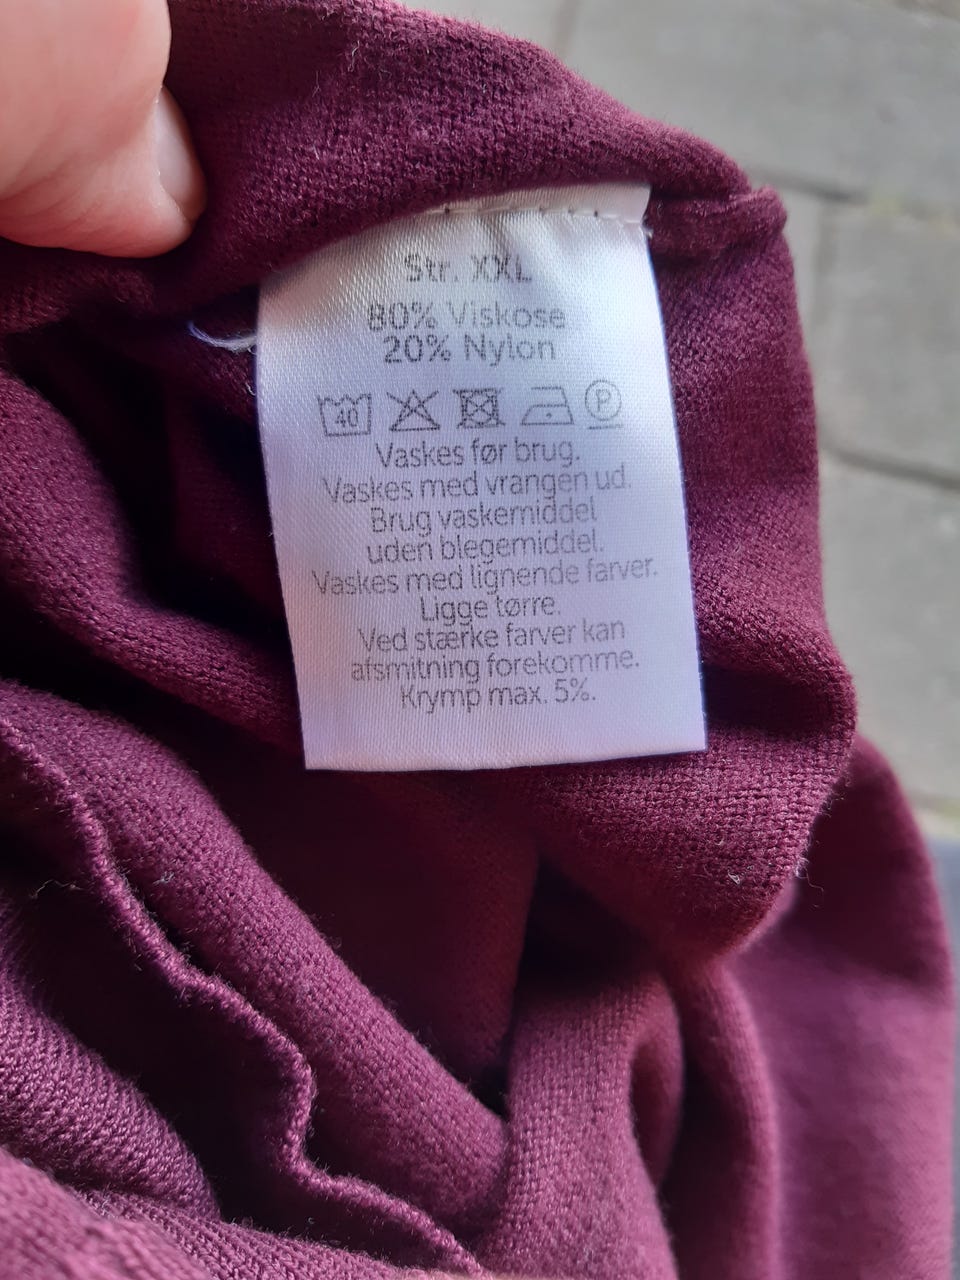 Str. XXL
80% Viskose
20% Nylon
40 P
Vaskes før brug.
Vaskes med vrangen ud.
Brug vaskemiddel
uden blegemiddel.
Vaskes med lignende farver.
Ligge tørre.
Ved stærke farver kan
afsmitning forekomme.
Krymp max. 5%.